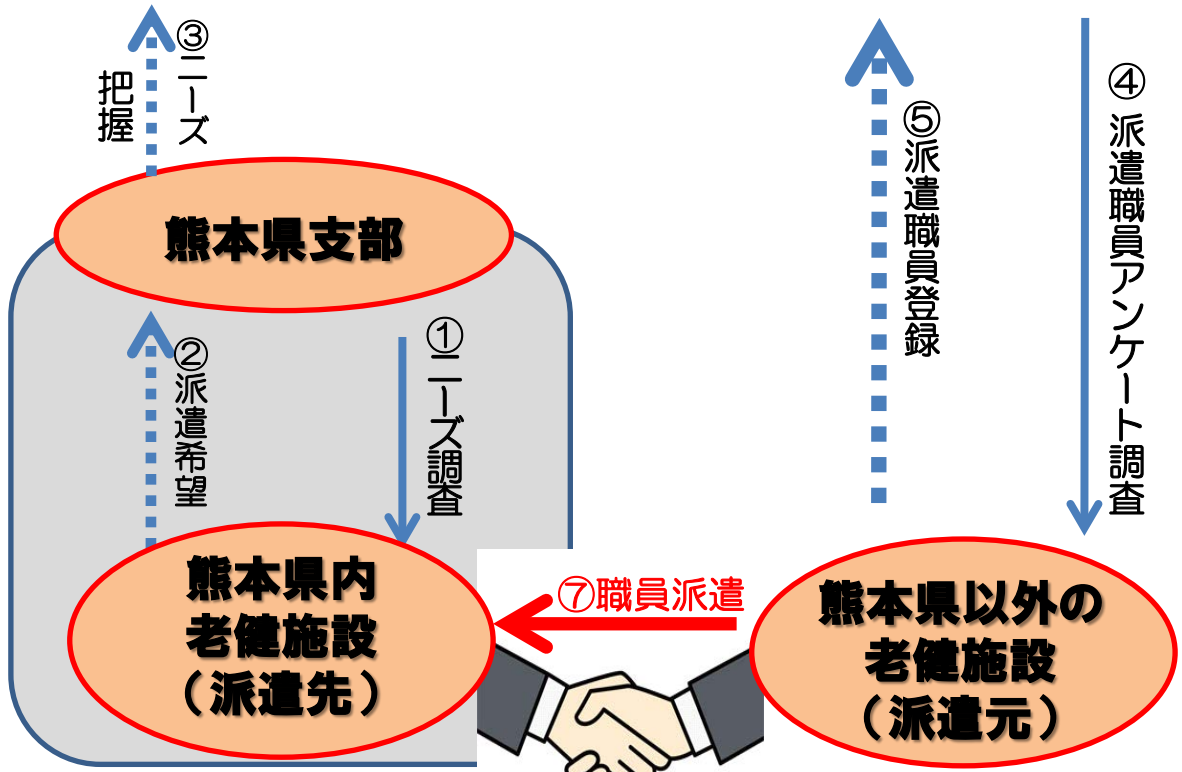 ③ニーズ
把握
熊本県支部
②派遣希望
①ニーズ調査
熊本県内
老健施設
（派遣先）
⑦職員派遣
⑤派遣職員登録
④派遣職員アンケート調査
熊本県以外の
老健施設
（派遣元）